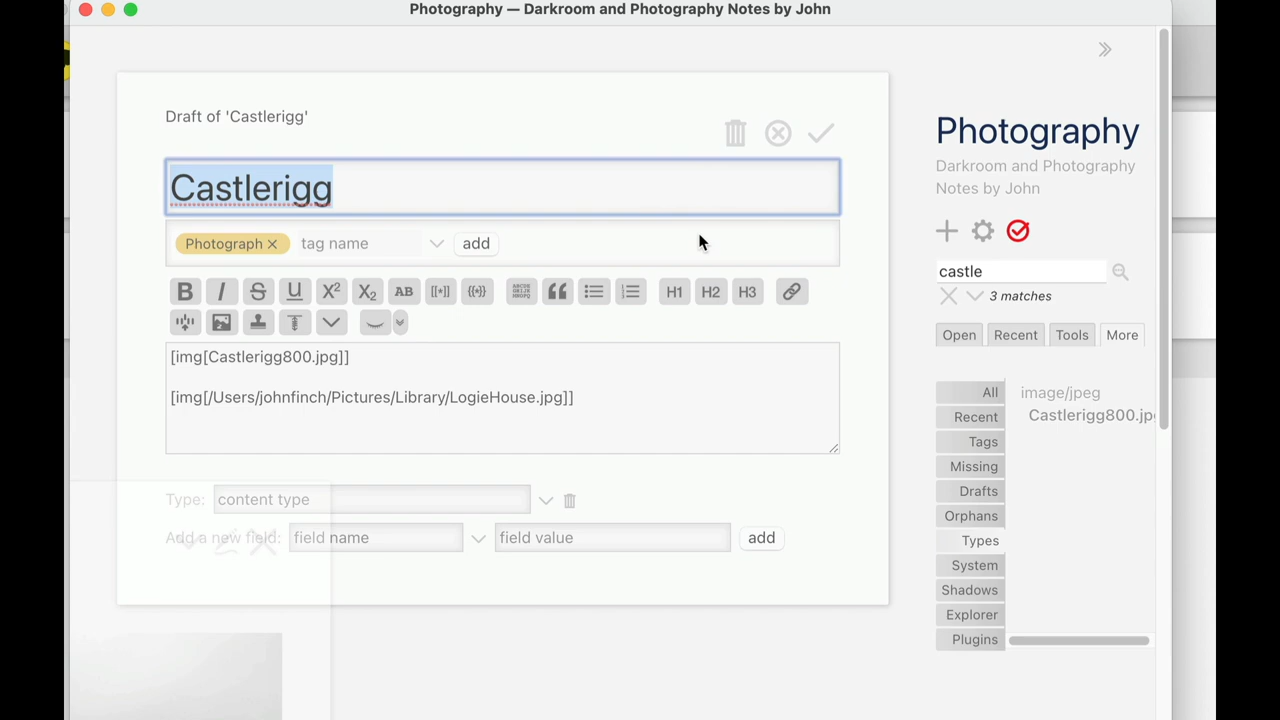 Photography — Darkroom and Photography Notes by John
Draft of 'Castlerigg'
Castlerigg
Photograph × tag name add
B I S U X² X₂ AB [[*]] {{*}} H1 H2 H3
[img[Castlerigg800.jpg]]
[img[/Users/johnfinch/Pictures/Library/LogieHouse.jpg]]
Type: content type
Add a new field: field name field value add
Photography
Darkroom and Photography
Notes by John
castle
3 matches
Open Recent Tools More
All
Recent
Tags
Missing
Drafts
Orphans
Types
System
Shadows
Explorer
Plugins
image/jpeg
Castlerigg800.jp